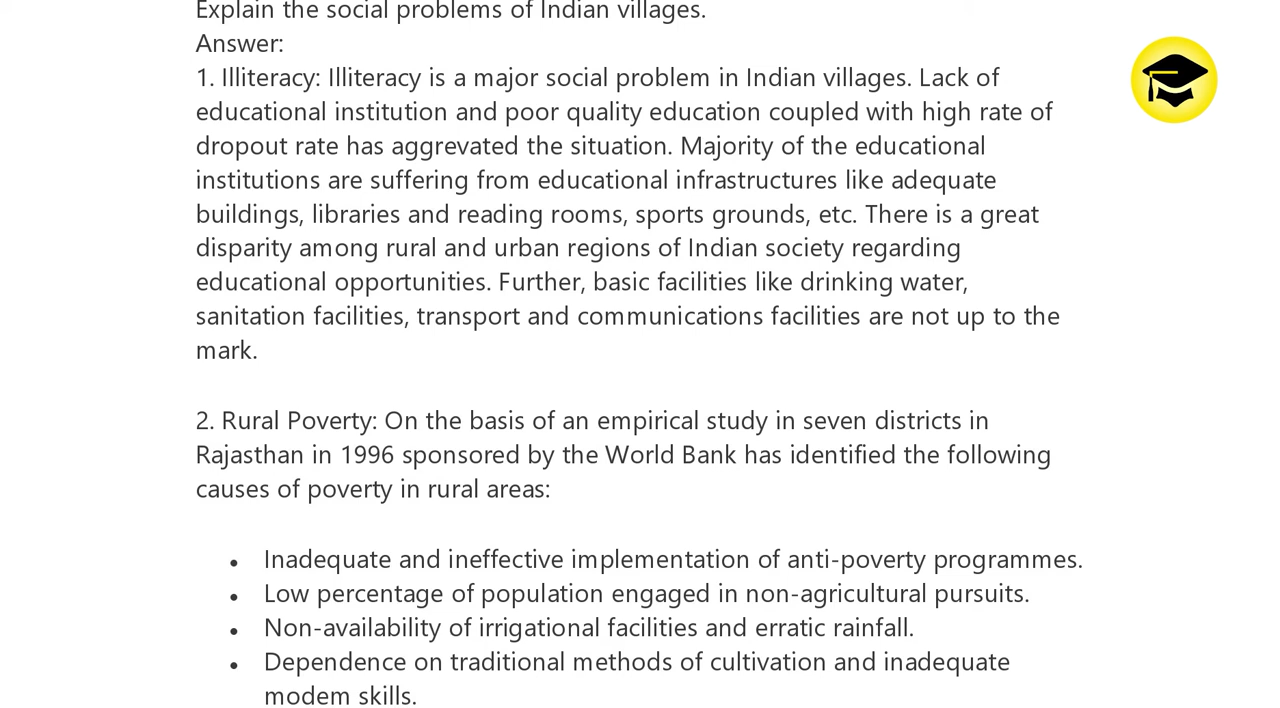 Explain the social problems of Indian villages.
Answer:
1. Illiteracy: Illiteracy is a major social problem in Indian villages. Lack of
educational institution and poor quality education coupled with high rate of
dropout rate has aggrevated the situation. Majority of the educational
institutions are suffering from educational infrastructures like adequate
buildings, libraries and reading rooms, sports grounds, etc. There is a great
disparity among rural and urban regions of Indian society regarding
educational opportunities. Further, basic facilities like drinking water,
sanitation facilities, transport and communications facilities are not up to the
mark.
2. Rural Poverty: On the basis of an empirical study in seven districts in
Rajasthan in 1996 sponsored by the World Bank has identified the following
causes of poverty in rural areas:
• Inadequate and ineffective implementation of anti-poverty programmes.
• Low percentage of population engaged in non-agricultural pursuits.
• Non-availability of irrigational facilities and erratic rainfall.
• Dependence on traditional methods of cultivation and inadequate
modem skills.